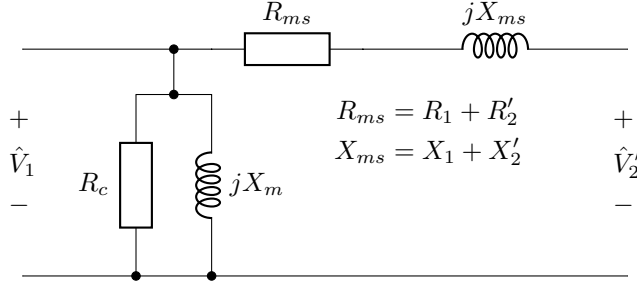 R_{ms}
jX_{ms}
+
\hat{V}_1
−
R_c
jX_m
R_{ms} = R_1 + R'_2
X_{ms} = X_1 + X'_2
+
\hat{V}'_2
−